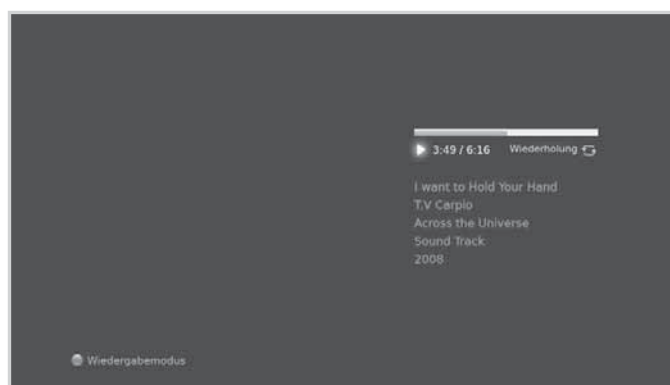 3:49 / 6:16 Wiederholung
I want to Hold Your Hand
T.V Carpio
Across the Universe
Sound Track
2008
Wiedergabemodus